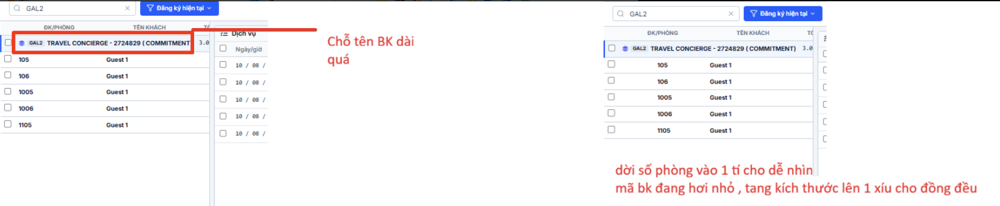 GAL2
Đăng ký hiện tại
ĐK/PHÒNG TÊN KHÁCH
Dịch vụ
GAL2 TRAVEL CONCIERGE - 2724829 ( COMMITMENT 3.0
Ngày/giờ
105 Guest 1
10 / 08 /
106 Guest 1
10 / 08 /
1005 Guest 1
10 / 08 /
1006 Guest 1
10 / 08 /
1105 Guest 1
10 / 08 /
Chỗ tên BK dài
quá
GAL2
Đăng ký hiện tại
ĐK/PHÒNG TÊN KHÁCH
GAL2 TRAVEL CONCIERGE - 2724829 ( COMMITMENT) 3.0
105 Guest 1
106 Guest 1
1005 Guest 1
1006 Guest 1
1105 Guest 1
dời số phòng vào 1 tí cho dễ nhìn
mã bk đang hơi nhỏ , tang kích thước lên 1 xíu cho đồng đều